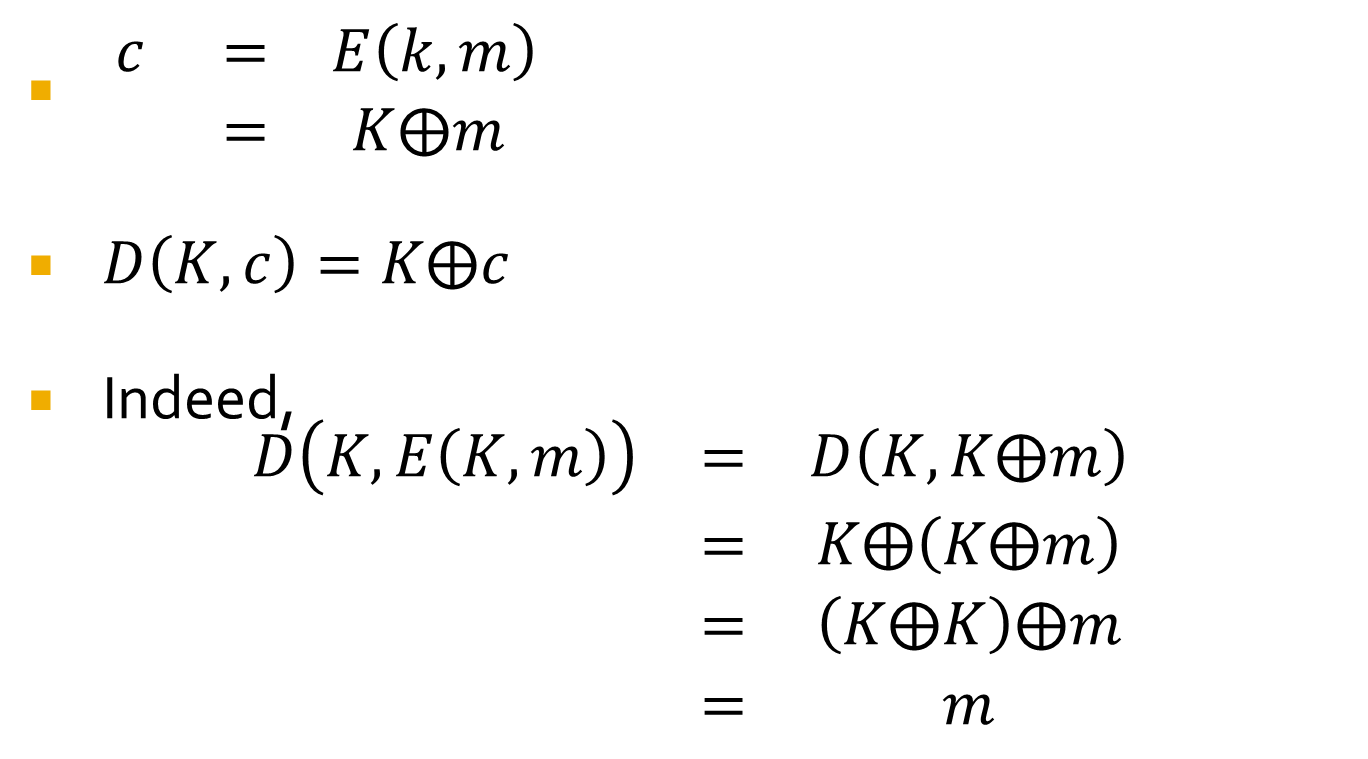 c = E(k, m)
= K⊕m
D(K, c) = K⊕c
Indeed,
D(K, E(K, m)) = D(K, K⊕m)
= K⊕(K⊕m)
= (K⊕K)⊕m
= m